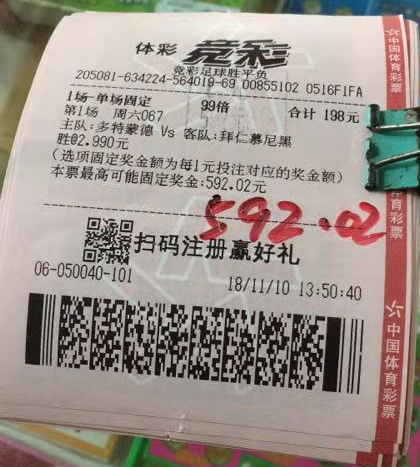 体彩 竞彩
竞彩足球胜平负
205081-634224-564019-69 00855102 0516F1FA
1场-单场固定 99倍 合计 198元
第1场 周六067
主队:多特蒙德 Vs 客队:拜仁慕尼黑
胜@2.990元
(选项固定奖金额为每1元投注对应的奖金额)
本票最高可能固定奖金:592.02元
592.02
扫码注册赢好礼
06-050040-101 18/11/10 13:50:40
中国体育彩票
中国体育彩票